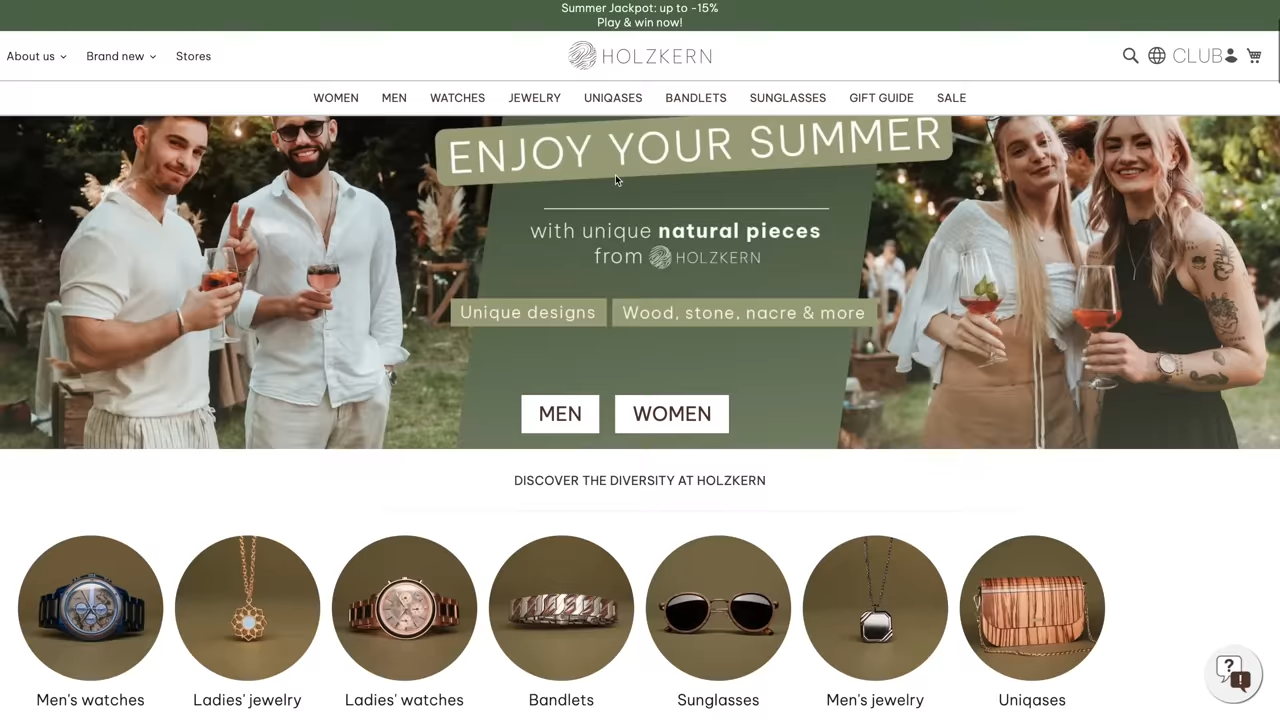 Summer Jackpot: up to -15%
Play & win now!
About us
Brand new
Stores
HOLZKERN
CLUB
WOMEN
MEN
WATCHES
JEWELRY
UNIQASES
BANDLETS
SUNGLASSES
GIFT GUIDE
SALE
ENJOY YOUR SUMMER
with unique natural pieces
from HOLZKERN
Unique designs
Wood, stone, nacre & more
MEN
WOMEN
DISCOVER THE DIVERSITY AT HOLZKERN
Men's watches
Ladies' jewelry
Ladies' watches
Bandlets
Sunglasses
Men's jewelry
Uniqases